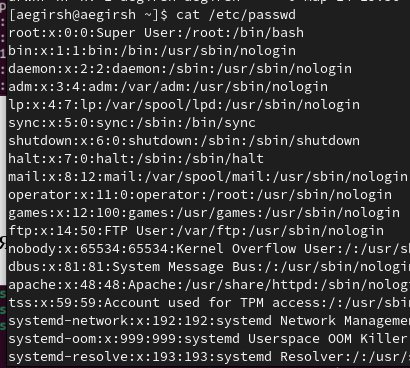 [aegirsh@aegirsh ~]$ cat /etc/passwd
root:x:0:0:Super User:/root:/bin/bash
bin:x:1:1:bin:/bin:/usr/sbin/nologin
daemon:x:2:2:daemon:/sbin:/usr/sbin/nologin
adm:x:3:4:adm:/var/adm:/usr/sbin/nologin
lp:x:4:7:lp:/var/spool/lpd:/usr/sbin/nologin
sync:x:5:0:sync:/sbin:/bin/sync
shutdown:x:6:0:shutdown:/sbin:/sbin/shutdown
halt:x:7:0:halt:/sbin:/sbin/halt
mail:x:8:12:mail:/var/spool/mail:/usr/sbin/nologin
operator:x:11:0:operator:/root:/usr/sbin/nologin
games:x:12:100:games:/usr/games:/usr/sbin/nologin
ftp:x:14:50:FTP User:/var/ftp:/usr/sbin/nologin
nobody:x:65534:65534:Kernel Overflow User:/:/usr/s
dbus:x:81:81:System Message Bus:/:/usr/sbin/nologi
apache:x:48:48:Apache:/usr/share/httpd:/sbin/nologi
tss:x:59:59:Account used for TPM access:/:/usr/sbi
systemd-network:x:192:192:systemd Network Manageme
systemd-oom:x:999:999:systemd Userspace OOM Killer
systemd-resolve:x:193:193:systemd Resolver:/:/usr/